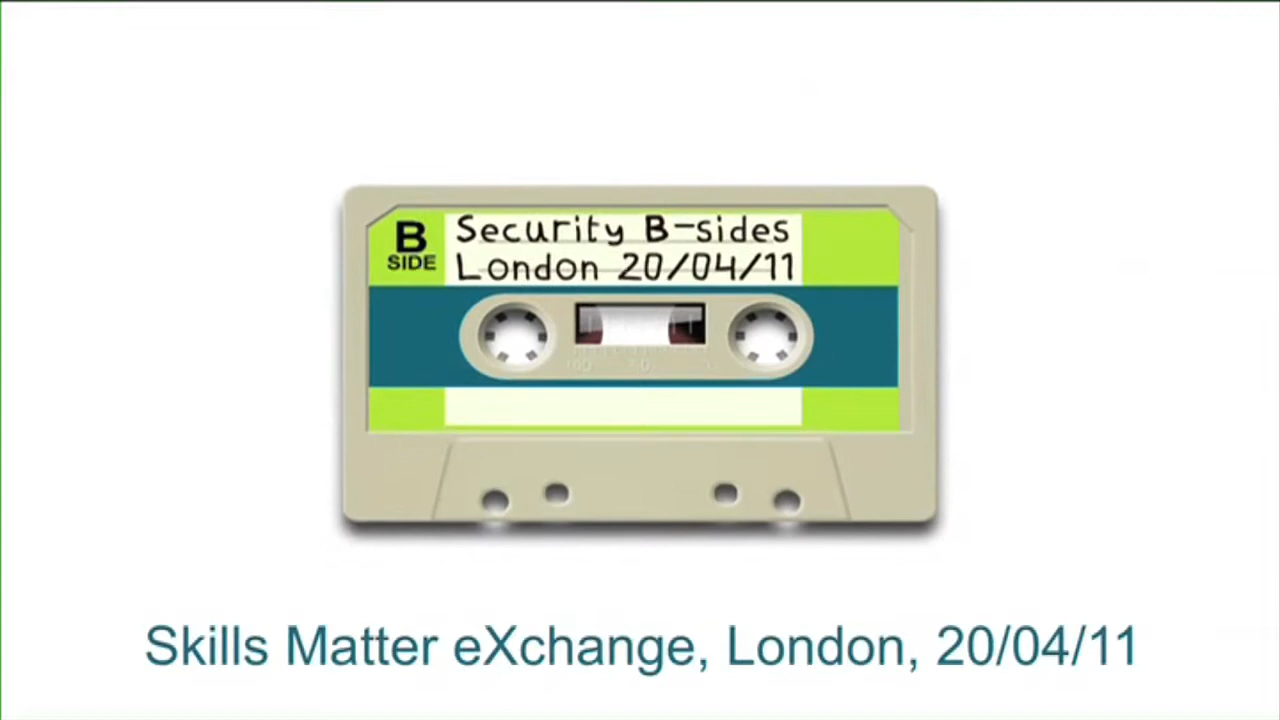 B
SIDE
Security B-sides
London 20/04/11
Skills Matter eXchange, London, 20/04/11